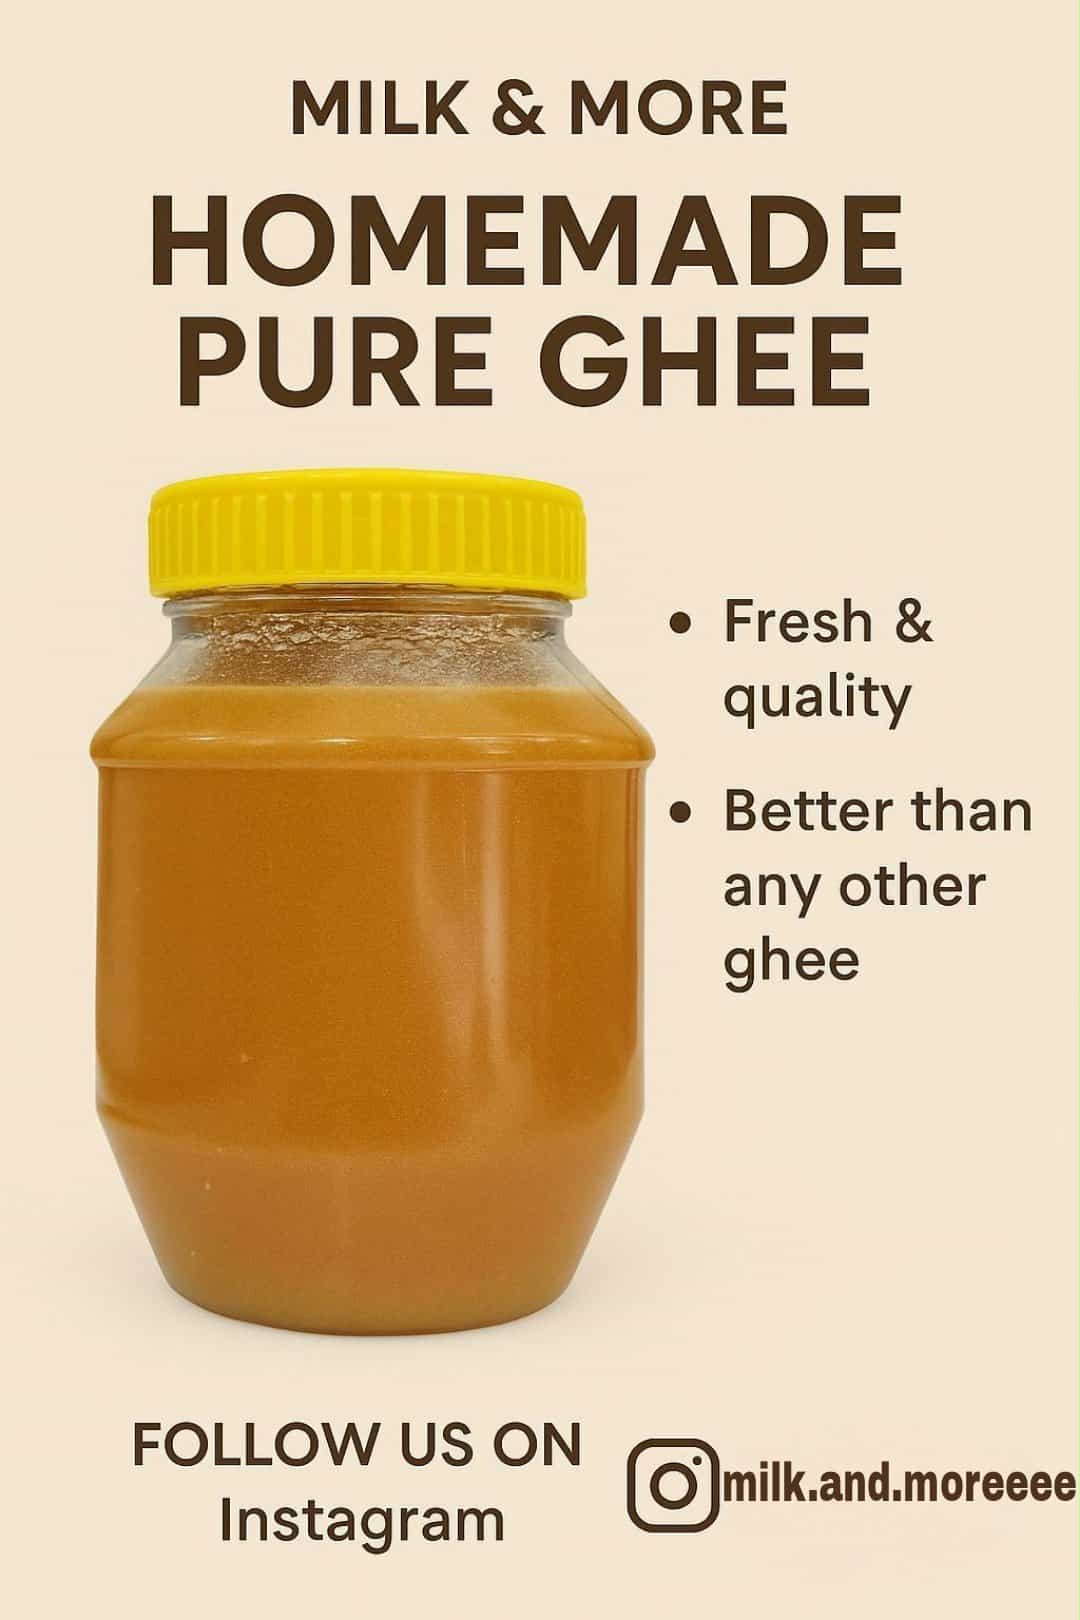 MILK & MORE
HOMEMADE
PURE GHEE
• Fresh &
quality
• Better than
any other
ghee
FOLLOW US ON
Instagram
milk.and.moreeee